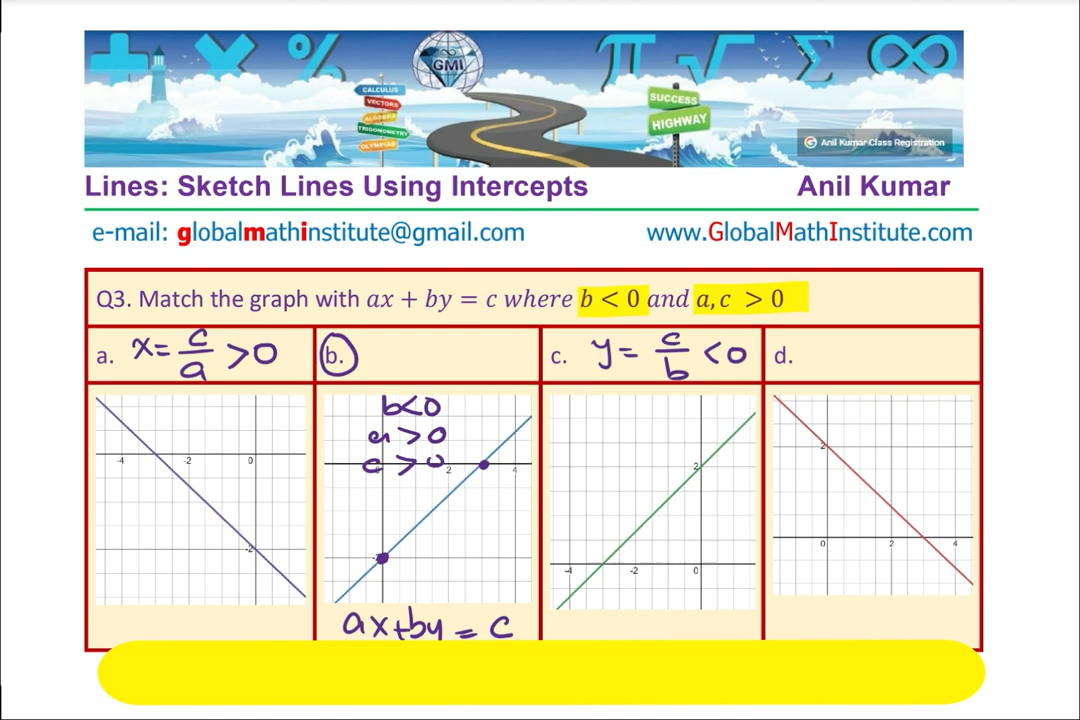 GMI
CALCULUS
VECTORS
ALGEBRA
TRIGONOMETRY
OLYMPIAD
SUCCESS
HIGHWAY
Anil Kumar Class Registration
Lines: Sketch Lines Using Intercepts Anil Kumar
e-mail: globalmathinstitute@gmail.com www.GlobalMathInstitute.com
Q3. Match the graph with ax + by = c where b < 0 and a, c > 0
a. x = c/a > 0 b. c. y = c/b < 0 d.
b<0
a > 0
c > 0
-4 -2 0
-2
2 4
2
-4 -2 0
2
0 2 4
ax+by = c